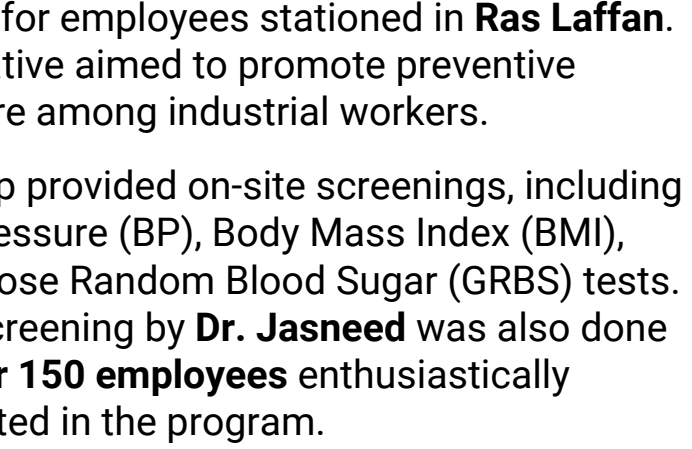 for employees stationed in Ras Laffan.
tive aimed to promote preventive
re among industrial workers.
p provided on-site screenings, including
essure (BP), Body Mass Index (BMI),
ose Random Blood Sugar (GRBS) tests.
creening by Dr. Jasneed was also done
r 150 employees enthusiastically
ted in the program.